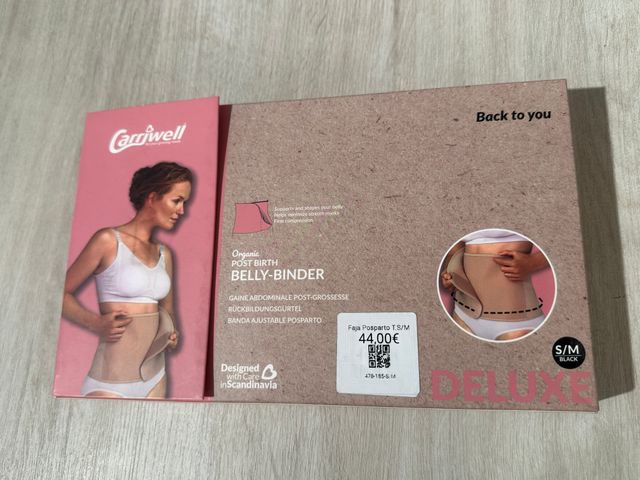 Carriwell
Back to you
Supports and shapes your belly
Helps minimize stretch marks
Firm compression
Organic
POST BIRTH
BELLY-BINDER
GAINE ABDOMINALE POST-GROSSESSE
RÜCKBILDUNGSGÜRTEL
BANDA AJUSTABLE POSPARTO
Faja Posparto T.S/M
44,00€
Designed
with Care
in Scandinavia
S/M
BLACK
DELUXE